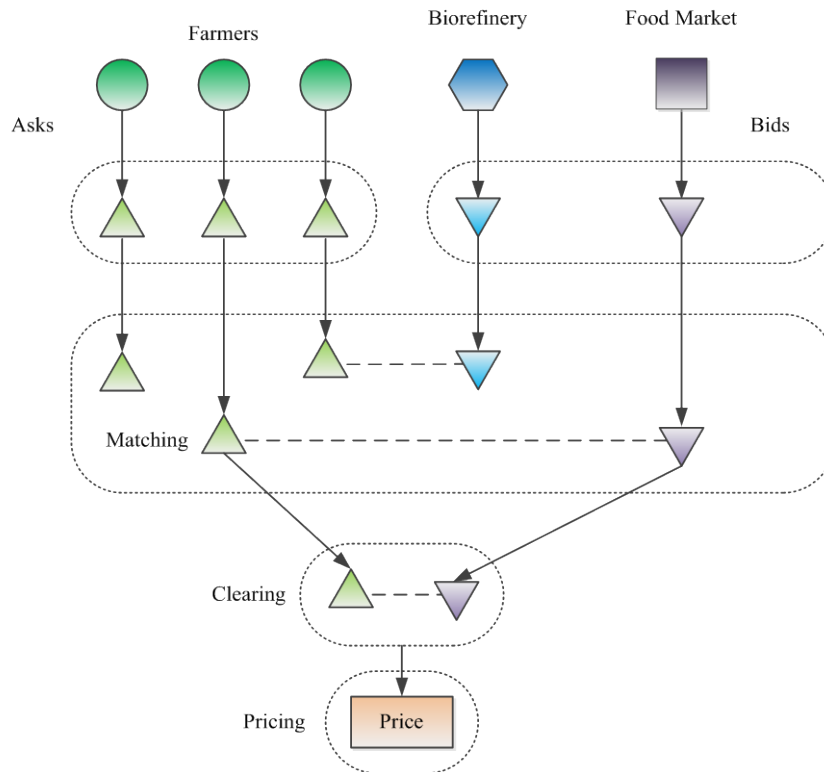 Farmers
Biorefinery
Food Market
Asks
Bids
Matching
Clearing
Pricing
Price